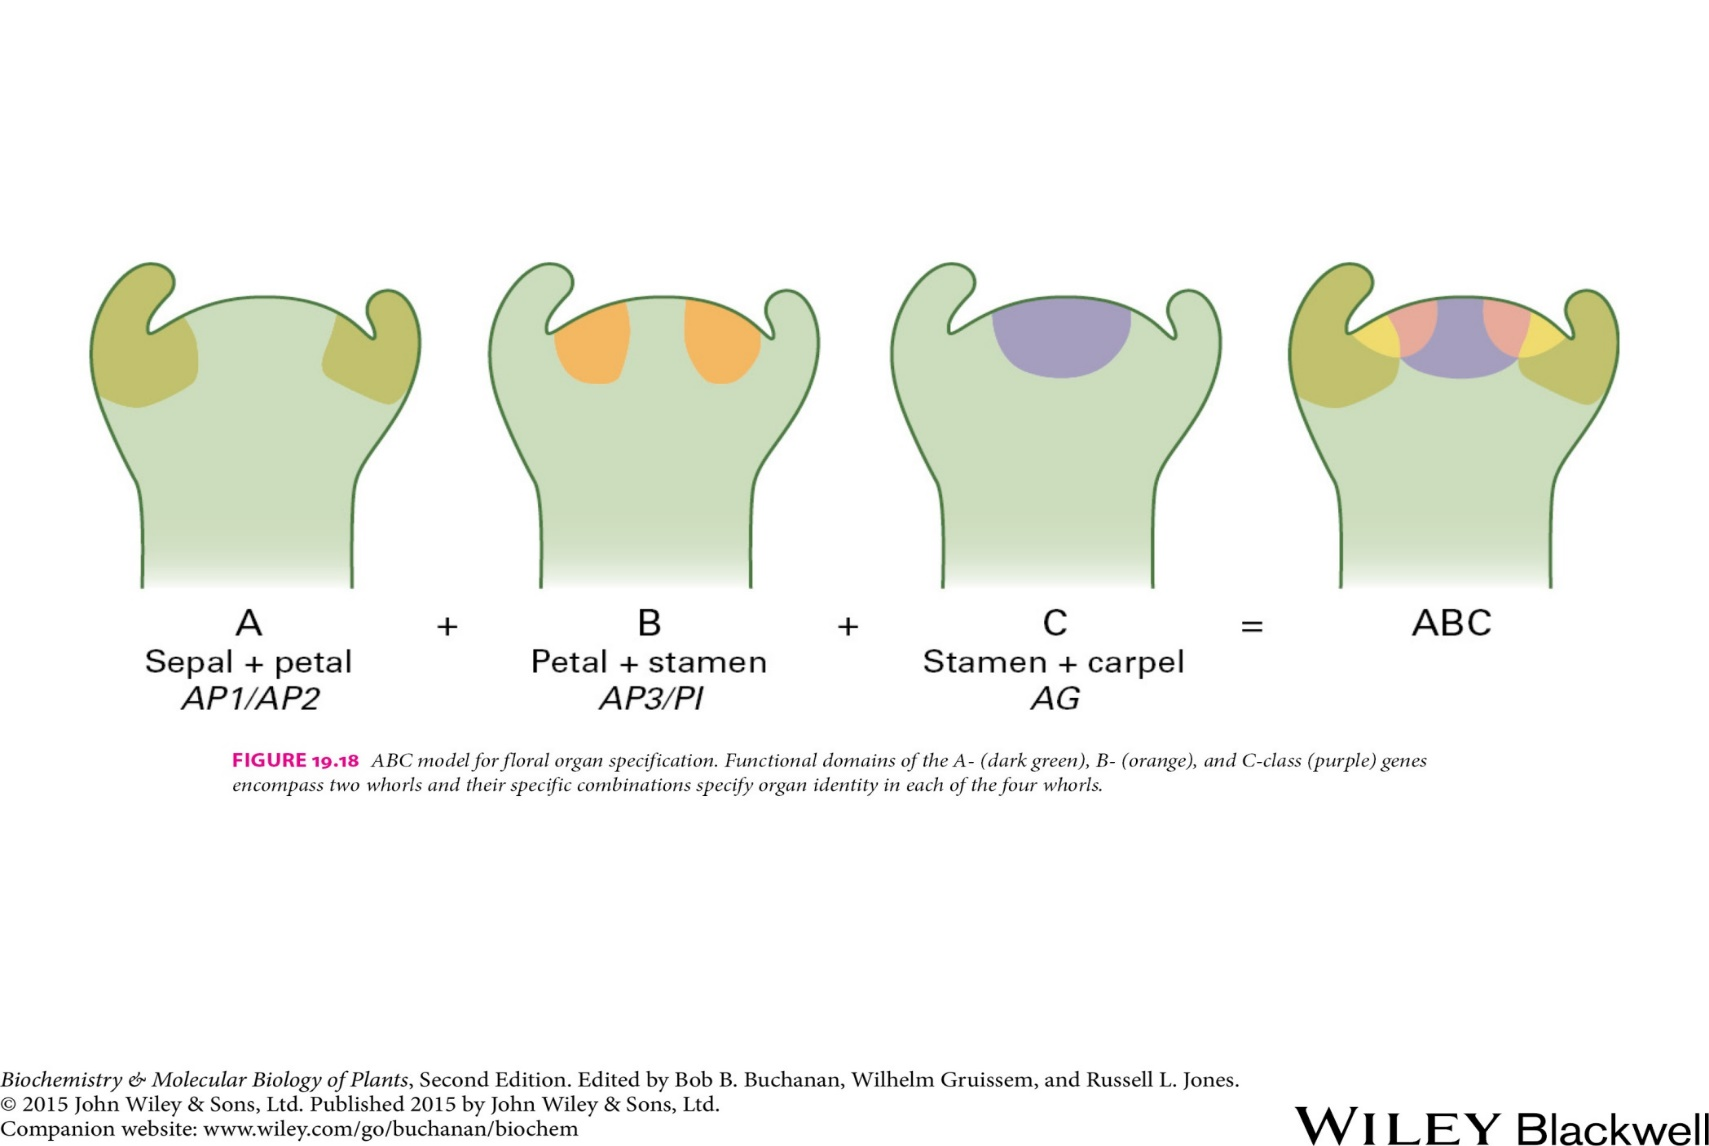 A + B + C = ABC
Sepal + petal Petal + stamen Stamen + carpel
AP1/AP2 AP3/PI AG
FIGURE 19.18 ABC model for floral organ specification. Functional domains of the A- (dark green), B- (orange), and C-class (purple) genes
encompass two whorls and their specific combinations specify organ identity in each of the four whorls.
Biochemistry & Molecular Biology of Plants, Second Edition. Edited by Bob B. Buchanan, Wilhelm Gruissem, and Russell L. Jones.
© 2015 John Wiley & Sons, Ltd. Published 2015 by John Wiley & Sons, Ltd.
Companion website: www.wiley.com/go/buchanan/biochem
WILEY Blackwell